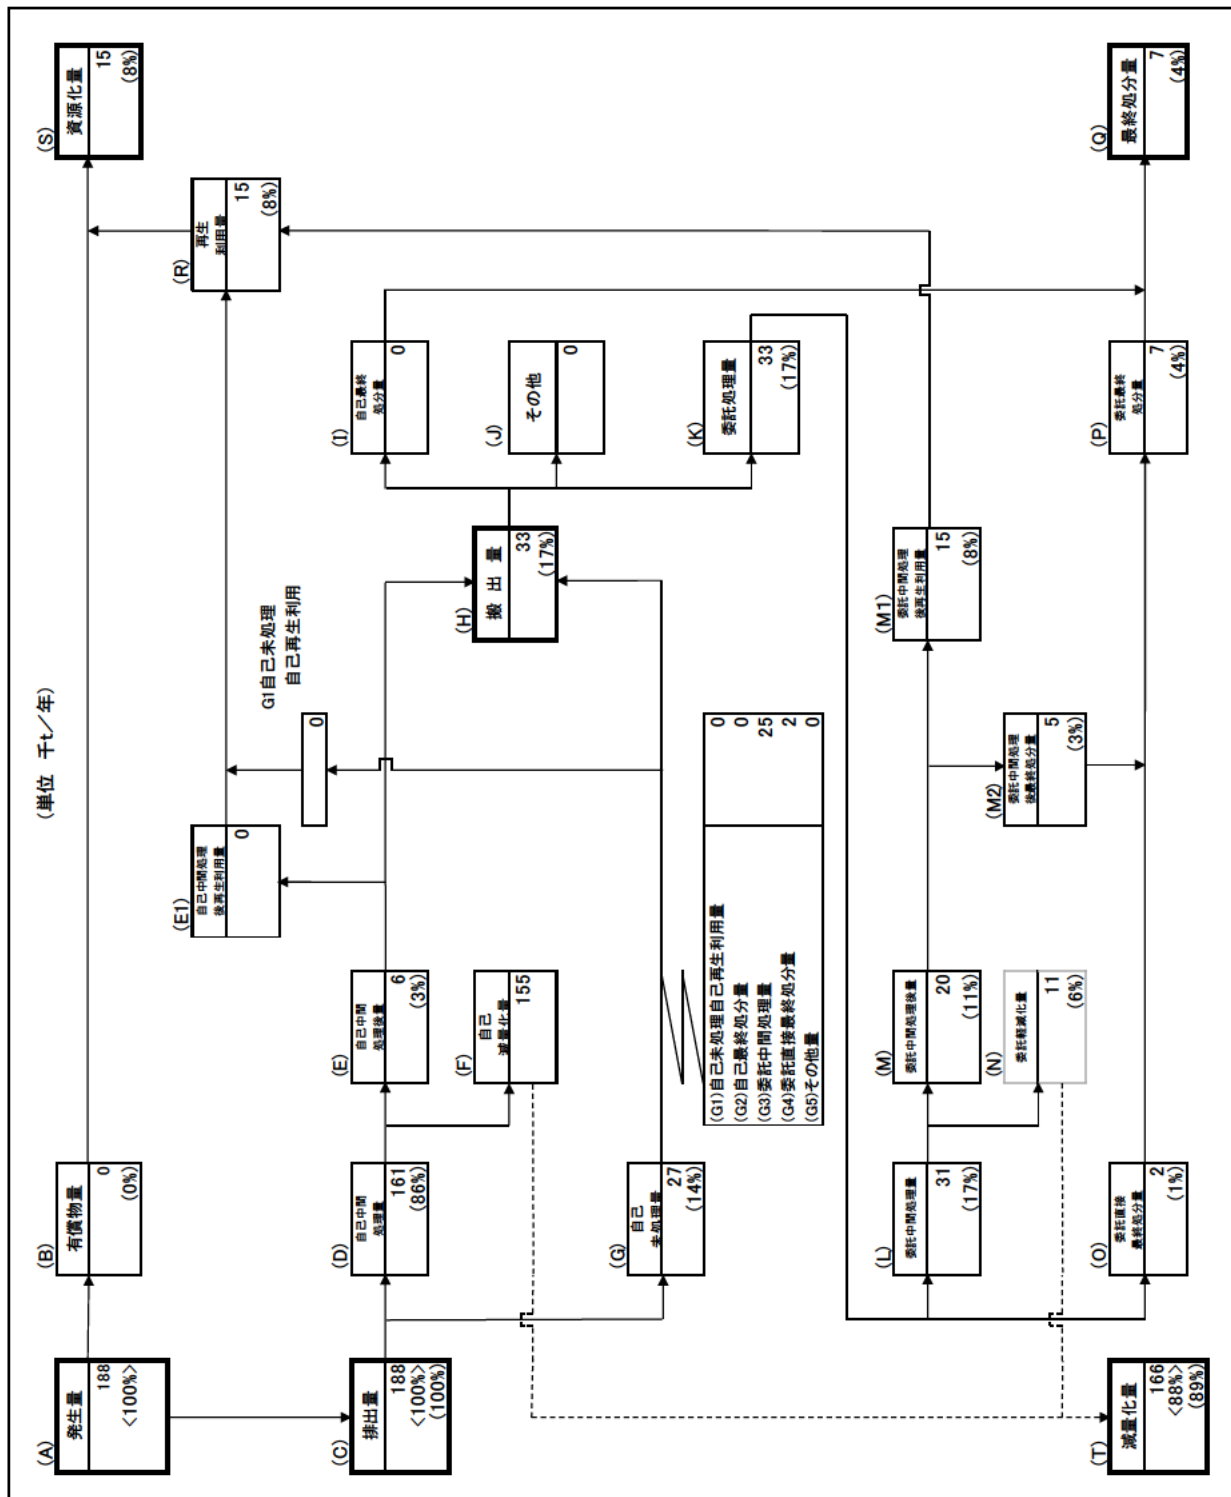 (単位 千t/年)
(A)
発生量
188
<100%>
(B)
有償物量
0
(0%)
(S)
資源化量
15
(8%)
(E1)
自己中間処理
後再生利用量
0
G1自己未処理
自己再生利用
0
(R)
再生
利用量
15
(8%)
(C)
排出量
188
<100%>
(100%)
(D)
自己中間
処理量
161
(86%)
(E)
自己中間
処理後量
6
(3%)
(F)
自己
減量化量
155
(G)
自己
未処理量
27
(14%)
(G1)自己未処理自己再生利用量
0
(G2)自己最終処分量
0
(G3)委託中間処理量
25
(G4)委託直接最終処分量
2
(G5)その他量
0
(H)
搬出量
33
(17%)
(I)
自己最終
処分量
0
(J)
その他
0
(K)
委託処理量
33
(17%)
(L)
委託中間処理量
31
(17%)
(M)
委託中間処理後量
20
(11%)
(N)
委託軽減化量
11
(6%)
(M1)
委託中間処理
後再生利用量
15
(8%)
(M2)
委託中間処理
後最終処分量
5
(3%)
(O)
委託直接
最終処分量
2
(1%)
(P)
委託最終
処分量
7
(4%)
(Q)
最終処分量
7
(4%)
(T)
減量化量
166
<88%>
(89%)